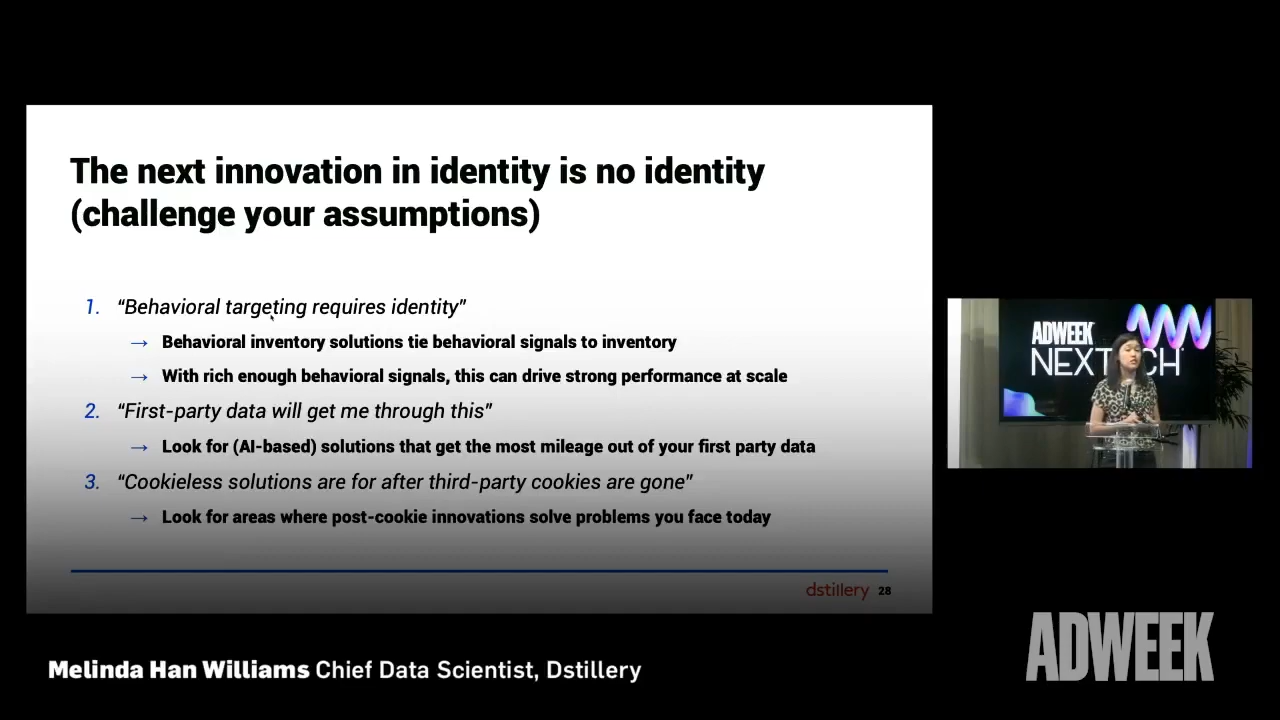 The next innovation in identity is no identity
(challenge your assumptions)
1. “Behavioral targeting requires identity”
→ Behavioral inventory solutions tie behavioral signals to inventory
→ With rich enough behavioral signals, this can drive strong performance at scale
2. “First-party data will get me through this”
→ Look for (AI-based) solutions that get the most mileage out of your first party data
3. “Cookieless solutions are for after third-party cookies are gone”
→ Look for areas where post-cookie innovations solve problems you face today
dstillery 28
ADWEEK
Melinda Han Williams Chief Data Scientist, Dstillery
ADWEEK